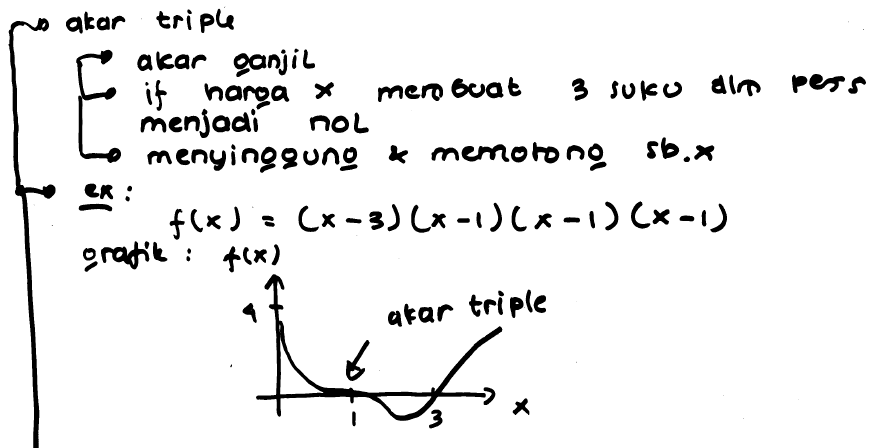 akar triple
akar ganjil
if harga x membuat 3 suku dlm pers
menjadi nol
menyinggung & memotong sb.x
ex:
f(x) = (x-3)(x-1)(x-1)(x-1)
grafik: f(x)
4
akar triple
1 3 x